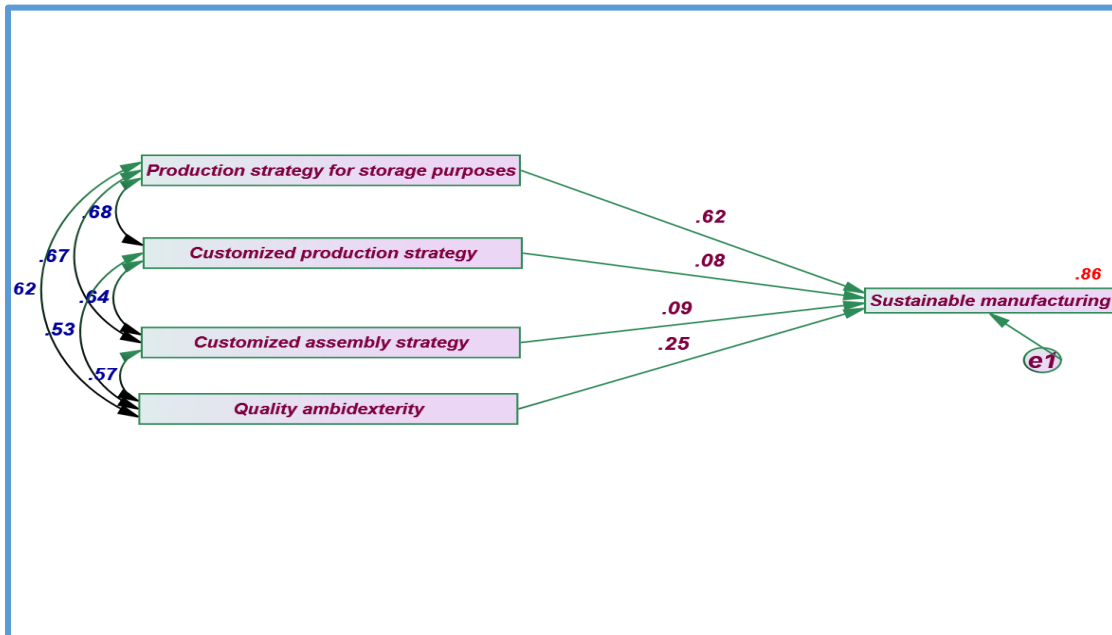 Production strategy for storage purposes
.68
.62
Customized production strategy
.08
.67
.86
62
.64
Sustainable manufacturing
.09
.53
Customized assembly strategy
.25
e1
.57
Quality ambidexterity